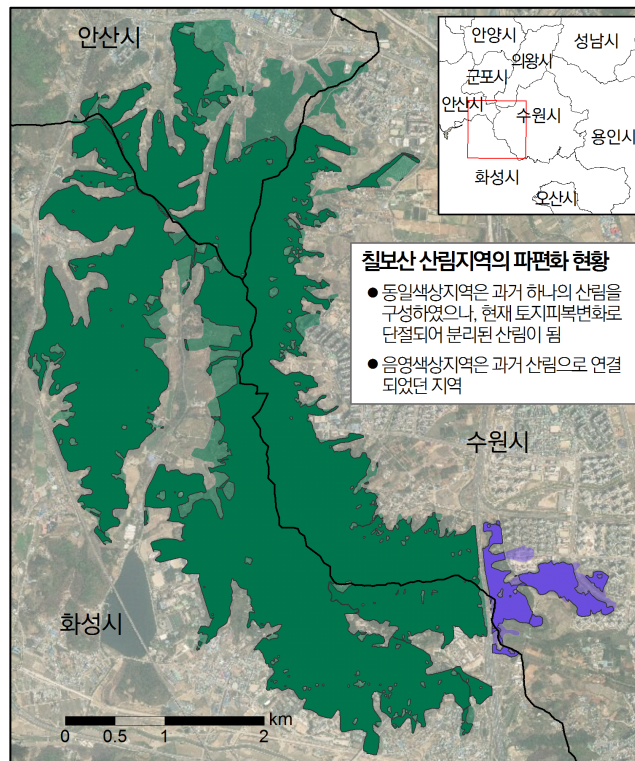 안산시
안양시
성남시
의왕시
군포시
안산시
수원시
용인시
화성시
오산시
칠보산 산림지역의 파편화 현황
● 동일색상지역은 과거 하나의 산림을
구성하였으나, 현재 토지피복변화로
단절되어 분리된 산림이 됨
● 음영색상지역은 과거 산림으로 연결
되었던 지역
수원시
화성시
km
0 0.5 1 2